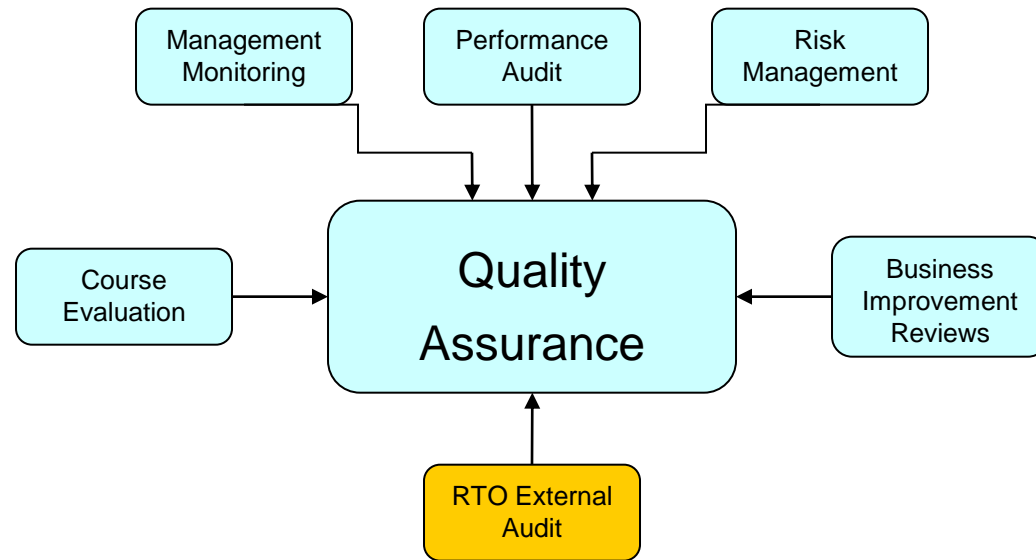 Management
Monitoring
Performance
Audit
Risk
Management
Course
Evaluation
Quality
Assurance
Business
Improvement
Reviews
RTO External
Audit